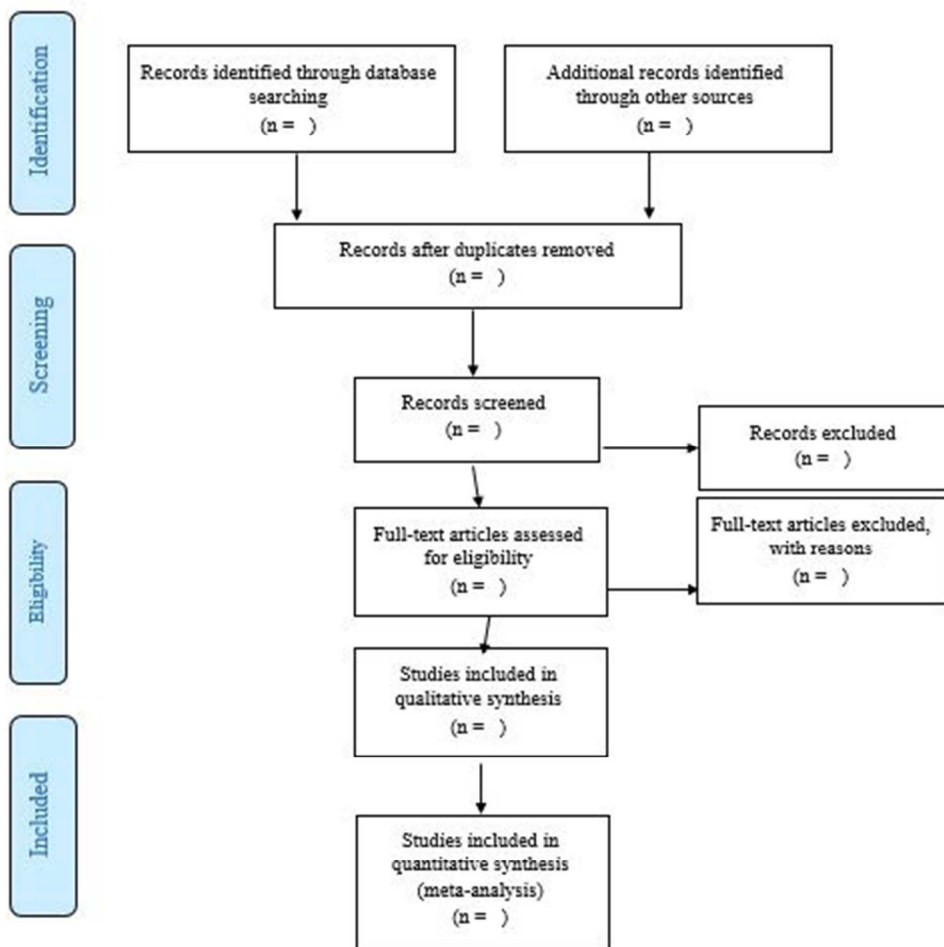 Identification
Records identified through database
searching
(n =   )
Additional records identified
through other sources
(n =   )
Records after duplicates removed
(n =   )
Screening
Records screened
(n =   )
Records excluded
(n =   )
Eligibility
Full-text articles assessed
for eligibility
(n =   )
Full-text articles excluded,
with reasons
(n =   )
Studies included in
qualitative synthesis
(n =   )
Included
Studies included in
quantitative synthesis
(meta-analysis)
(n =   )